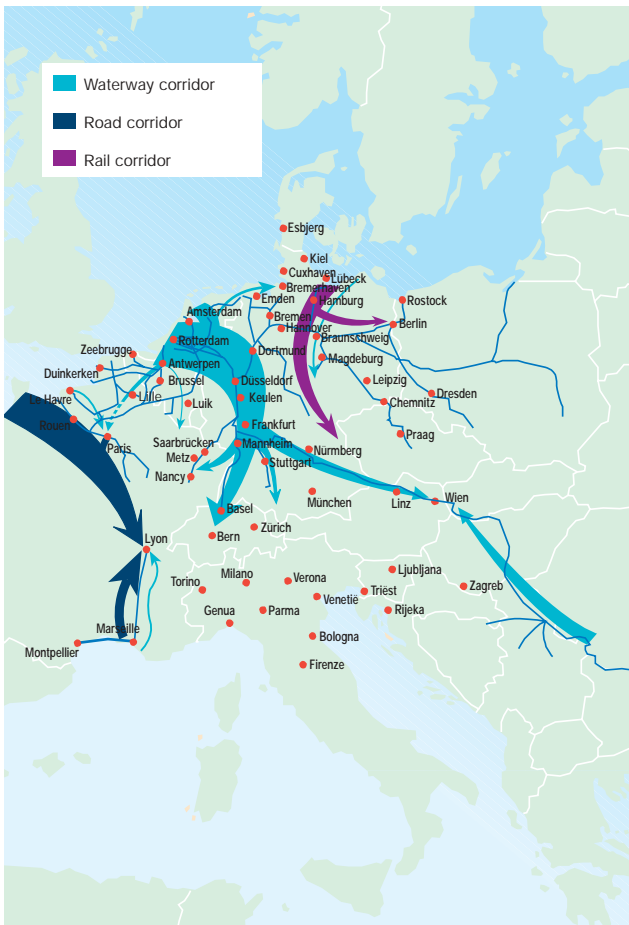 Waterway corridor
Road corridor
Rail corridor
Esbjerg
Kiel
Cuxhaven
Lübeck
Bremerhaven
Emden
Hamburg
Rostock
Amsterdam
Bremen
Berlin
Hannover
Rotterdam
Braunschweig
Zeebrugge
Dortmund
Magdeburg
Antwerpen
Duinkerken
Brussel
Düsseldorf
Leipzig
Le Havre
Lille
Luik
Keulen
Dresden
Chemnitz
Rouen
Frankfurt
Praag
Paris
Saarbrücken
Mannheim
Metz
Stuttgart
Nürmberg
Nancy
München
Linz
Wien
Basel
Zürich
Bern
Lyon
Ljubljana
Milano
Verona
Torino
Triëst
Zagreb
Venetië
Genua
Parma
Rijeka
Marseille
Bologna
Montpellier
Firenze